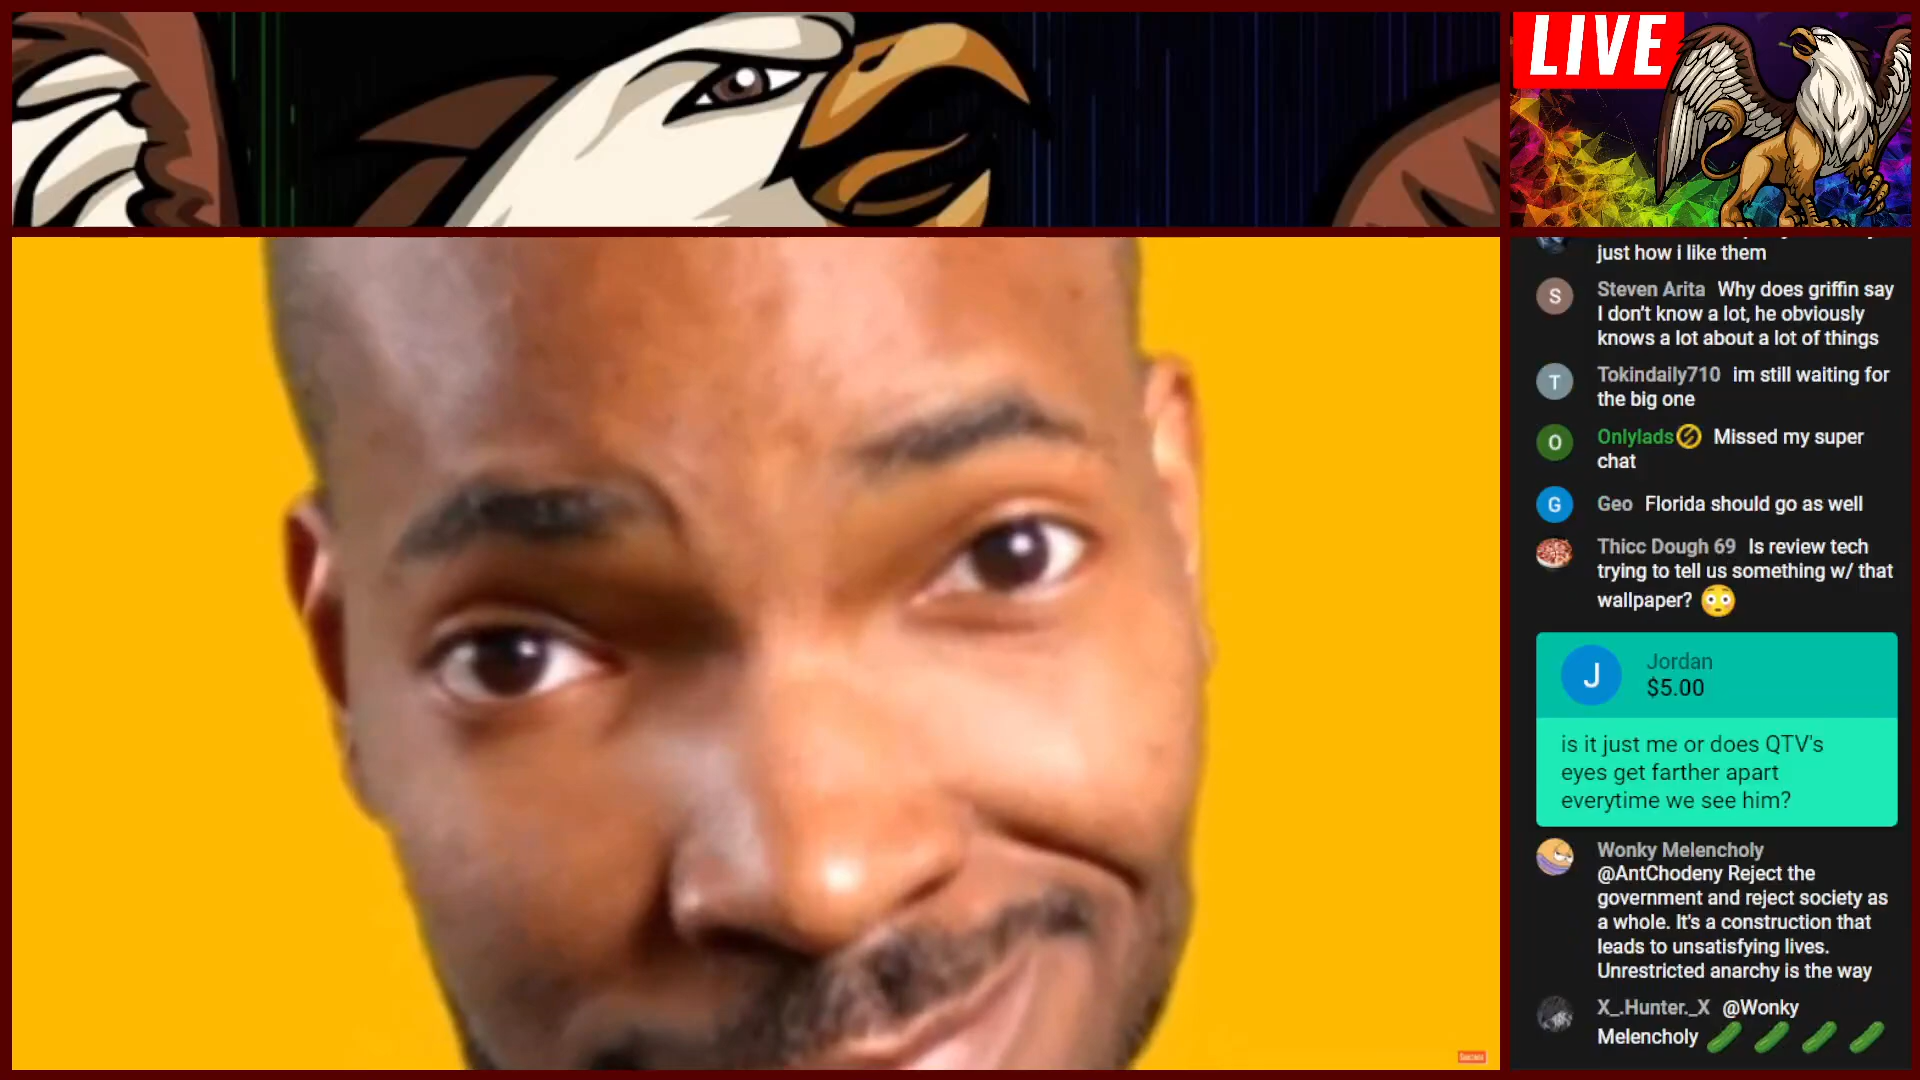 LIVE
just how i like them
Steven Arita Why does griffin say
I don't know a lot, he obviously
knows a lot about a lot of things
Tokindaily710 im still waiting for
the big one
Onlylads Missed my super
chat
Geo Florida should go as well
Thicc Dough 69 Is review tech
trying to tell us something w/ that
wallpaper?
Jordan
$5.00
is it just me or does QTV's
eyes get farther apart
everytime we see him?
Wonky Melencholy
@AntChodeny Reject the
government and reject society as
a whole. It's a construction that
leads to unsatisfying lives.
Unrestricted anarchy is the way
X_.Hunter._X @Wonky
Melencholy
S
T
O
G
J